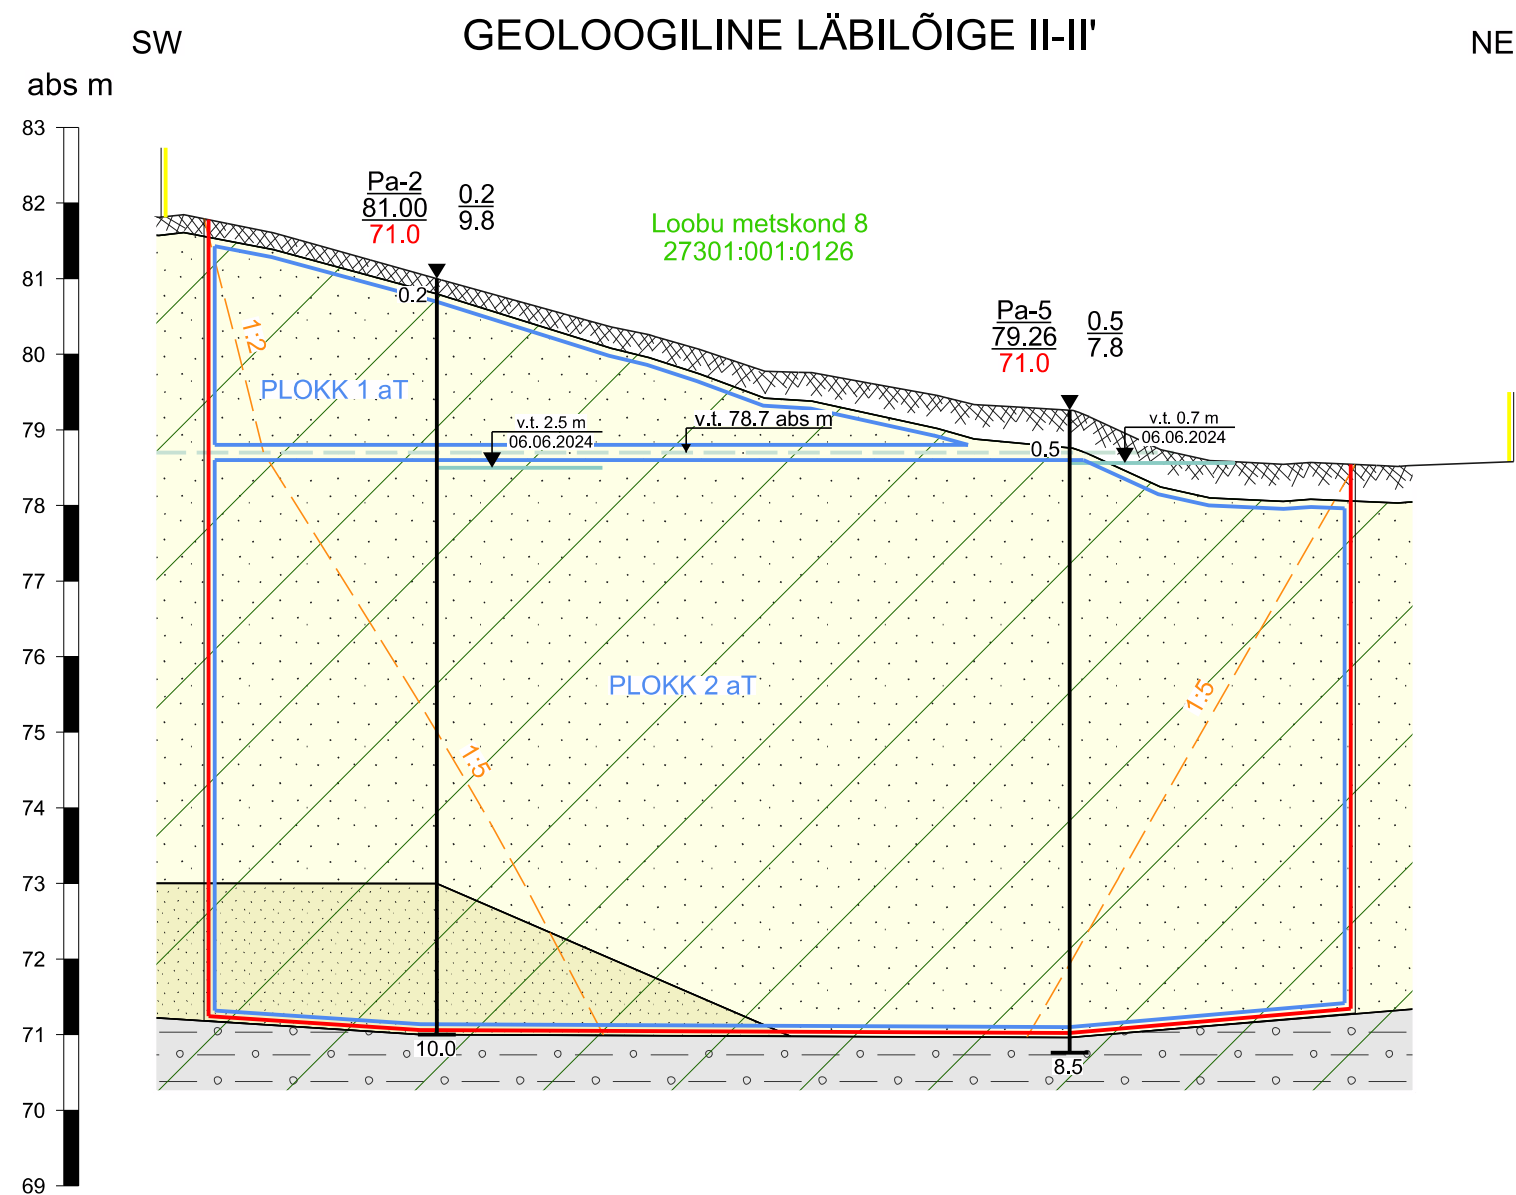 GEOLOOGILINE LÄBILÕIGE II-II'
SW
NE
abs m
83
82
81
80
79
78
77
76
75
74
73
72
71
70
69
Pa-2
81.00
71.0
0.2
9.8
Loobu metskond 8
27301:001:0126
Pa-5
79.26
71.0
0.5
7.8
0.2
1:2
PLOKK 1 aT
v.t. 2.5 m
06.06.2024
v.t. 78.7 abs m
v.t. 0.7 m
06.06.2024
0.5
PLOKK 2 aT
1:5
1:5
10.0
8.5